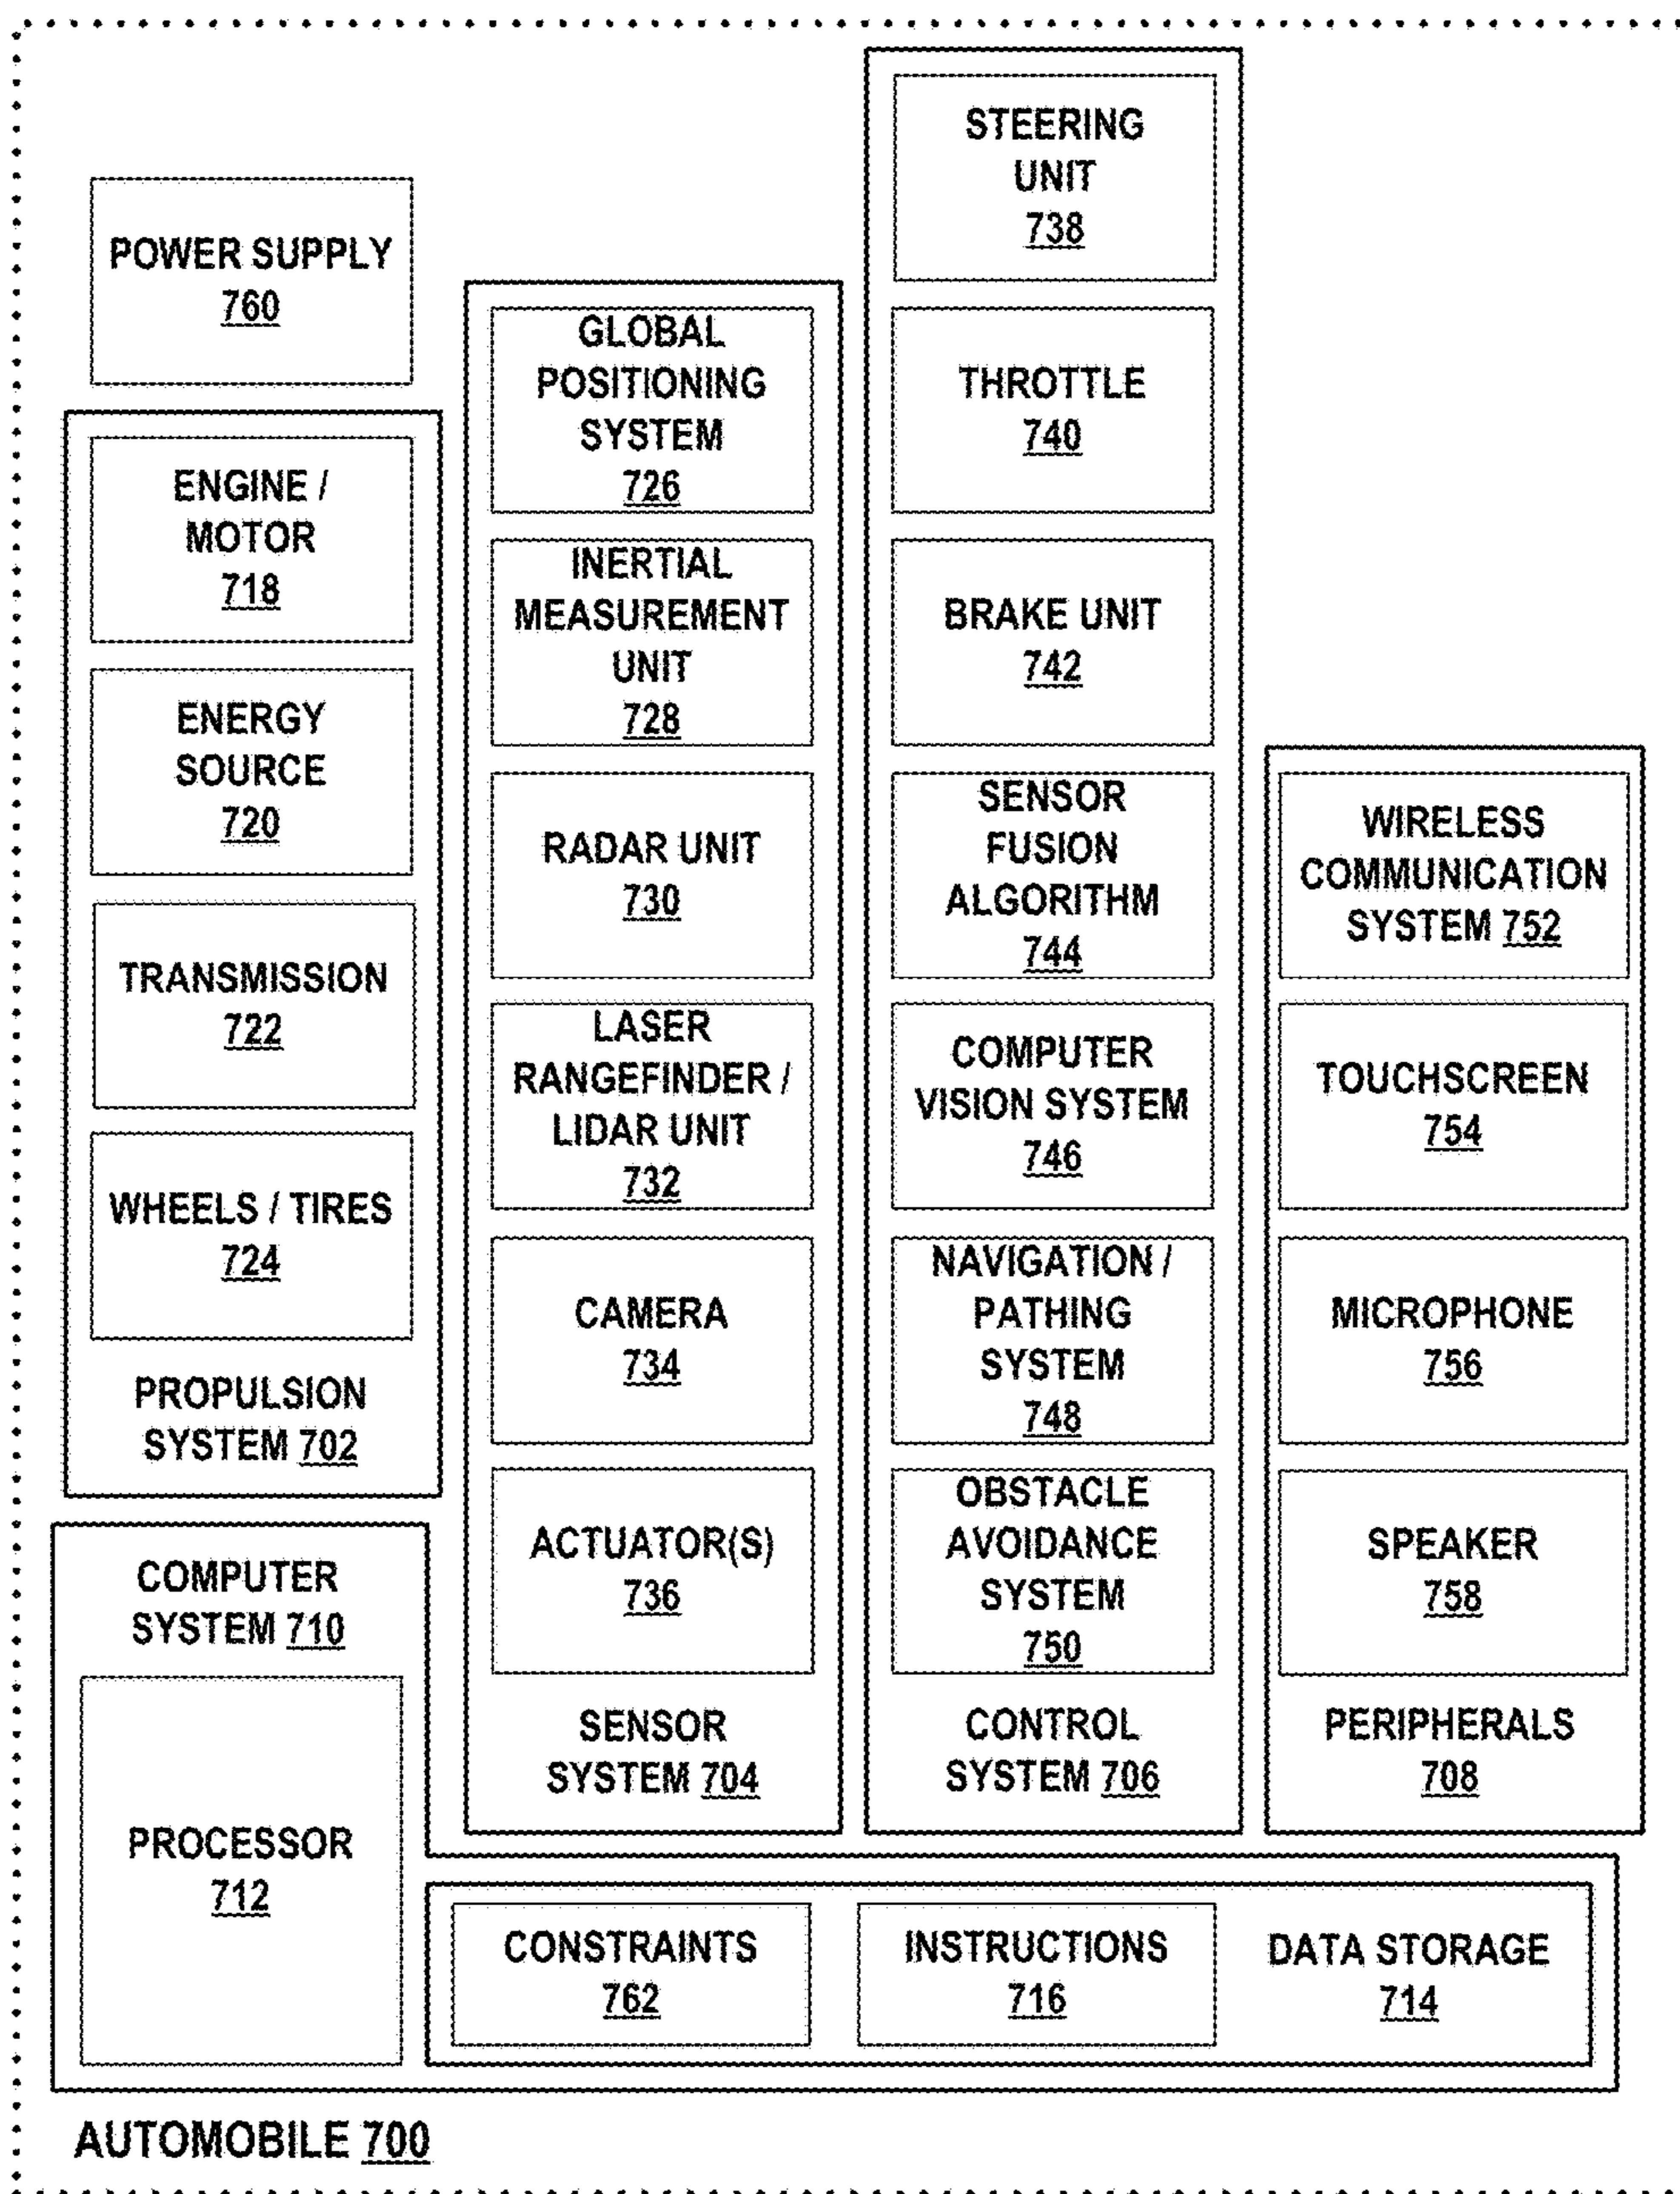 POWER SUPPLY
760
ENGINE /
MOTOR
718
ENERGY
SOURCE
720
TRANSMISSION
722
WHEELS / TIRES
724
PROPULSION
SYSTEM 702
GLOBAL
POSITIONING
SYSTEM
726
INERTIAL
MEASUREMENT
UNIT
728
RADAR UNIT
730
LASER
RANGEFINDER /
LIDAR UNIT
732
CAMERA
734
ACTUATOR(S)
736
SENSOR
SYSTEM 704
STEERING
UNIT
738
THROTTLE
740
BRAKE UNIT
742
SENSOR
FUSION
ALGORITHM
744
COMPUTER
VISION SYSTEM
746
NAVIGATION /
PATHING
SYSTEM
748
OBSTACLE
AVOIDANCE
SYSTEM
750
CONTROL
SYSTEM 706
WIRELESS
COMMUNICATION
SYSTEM 752
TOUCHSCREEN
754
MICROPHONE
756
SPEAKER
758
PERIPHERALS
708
COMPUTER
SYSTEM 710
PROCESSOR
712
CONSTRAINTS
762
INSTRUCTIONS
716
DATA STORAGE
714
AUTOMOBILE 700